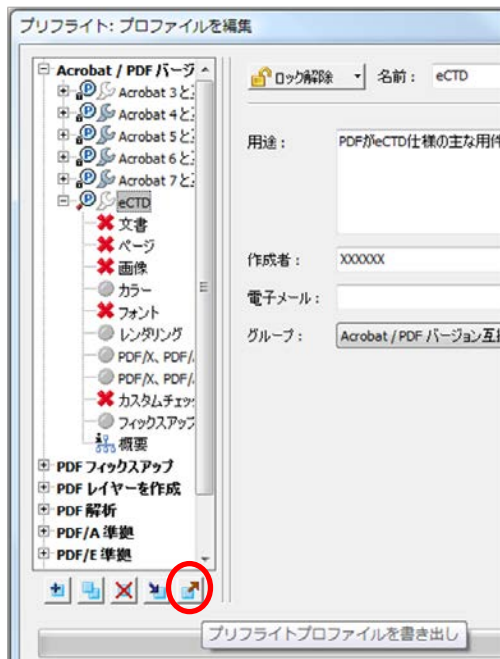 プリフライト: プロファイルを編集
Acrobat / PDF バージ
Acrobat 3と
Acrobat 4と
Acrobat 5と
Acrobat 6と
Acrobat 7と
eCTD
文書
ページ
画像
カラー
フォント
レンダリング
PDF/X、PDF/
PDF/X、PDF/
カスタムチェッ
フィックスアップ
概要
PDF フィックスアップ
PDF レイヤーを作成
PDF 解析
PDF/A 準拠
PDF/E 準拠
ロック解除
名前： eCTD
用途： PDFがeCTD仕様の主な用件
作成者： XXXXXX
電子メール：
グループ： Acrobat / PDF バージョン互
プリフライトプロファイルを書き出し